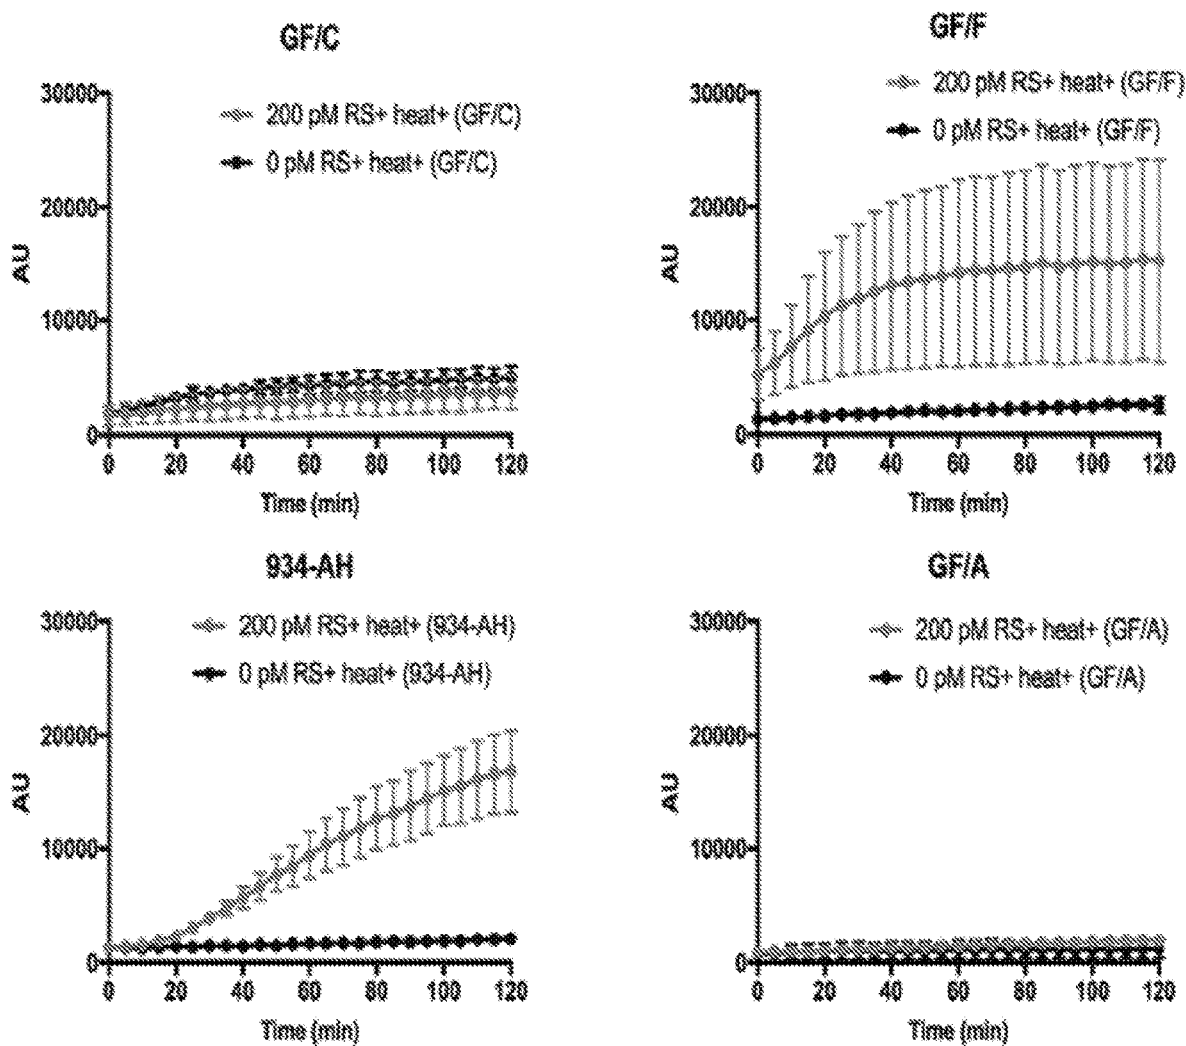 GF/C
30000
200 pM RS+ heat+ (GF/C)
0 pM RS+ heat+ (GF/C)
20000
AU
10000
0
0 20 40 60 80 100 120
Time (min)
GF/F
30000
200 pM RS+ heat+ (GF/F)
0 pM RS+ heat+ (GF/F)
20000
AU
10000
0
0 20 40 60 80 100 120
Time (min)
934-AH
30000
200 pM RS+ heat+ (934-AH)
0 pM RS+ heat+ (934-AH)
20000
AU
10000
0
0 20 40 60 80 100 120
Time (min)
GF/A
30000
200 pM RS+ heat+ (GF/A)
0 pM RS+ heat+ (GF/A)
20000
AU
10000
0
0 20 40 60 80 100 120
Time (min)